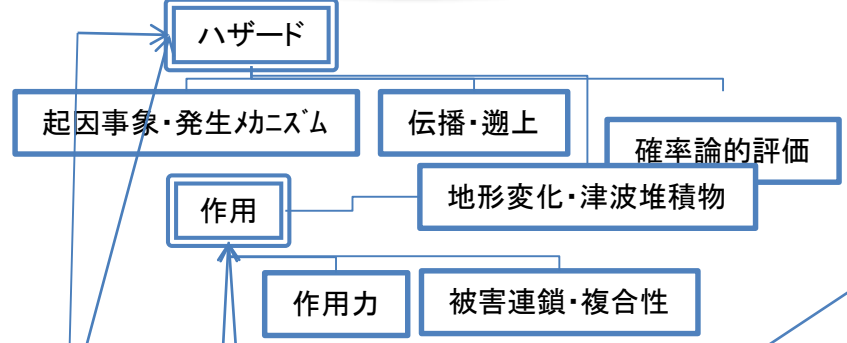 ハザード
起因事象・発生ﾒｶﾆｽﾞﾑ
伝播・遡上
確率論的評価
地形変化・津波堆積物
作用
作用力
被害連鎖・複合性